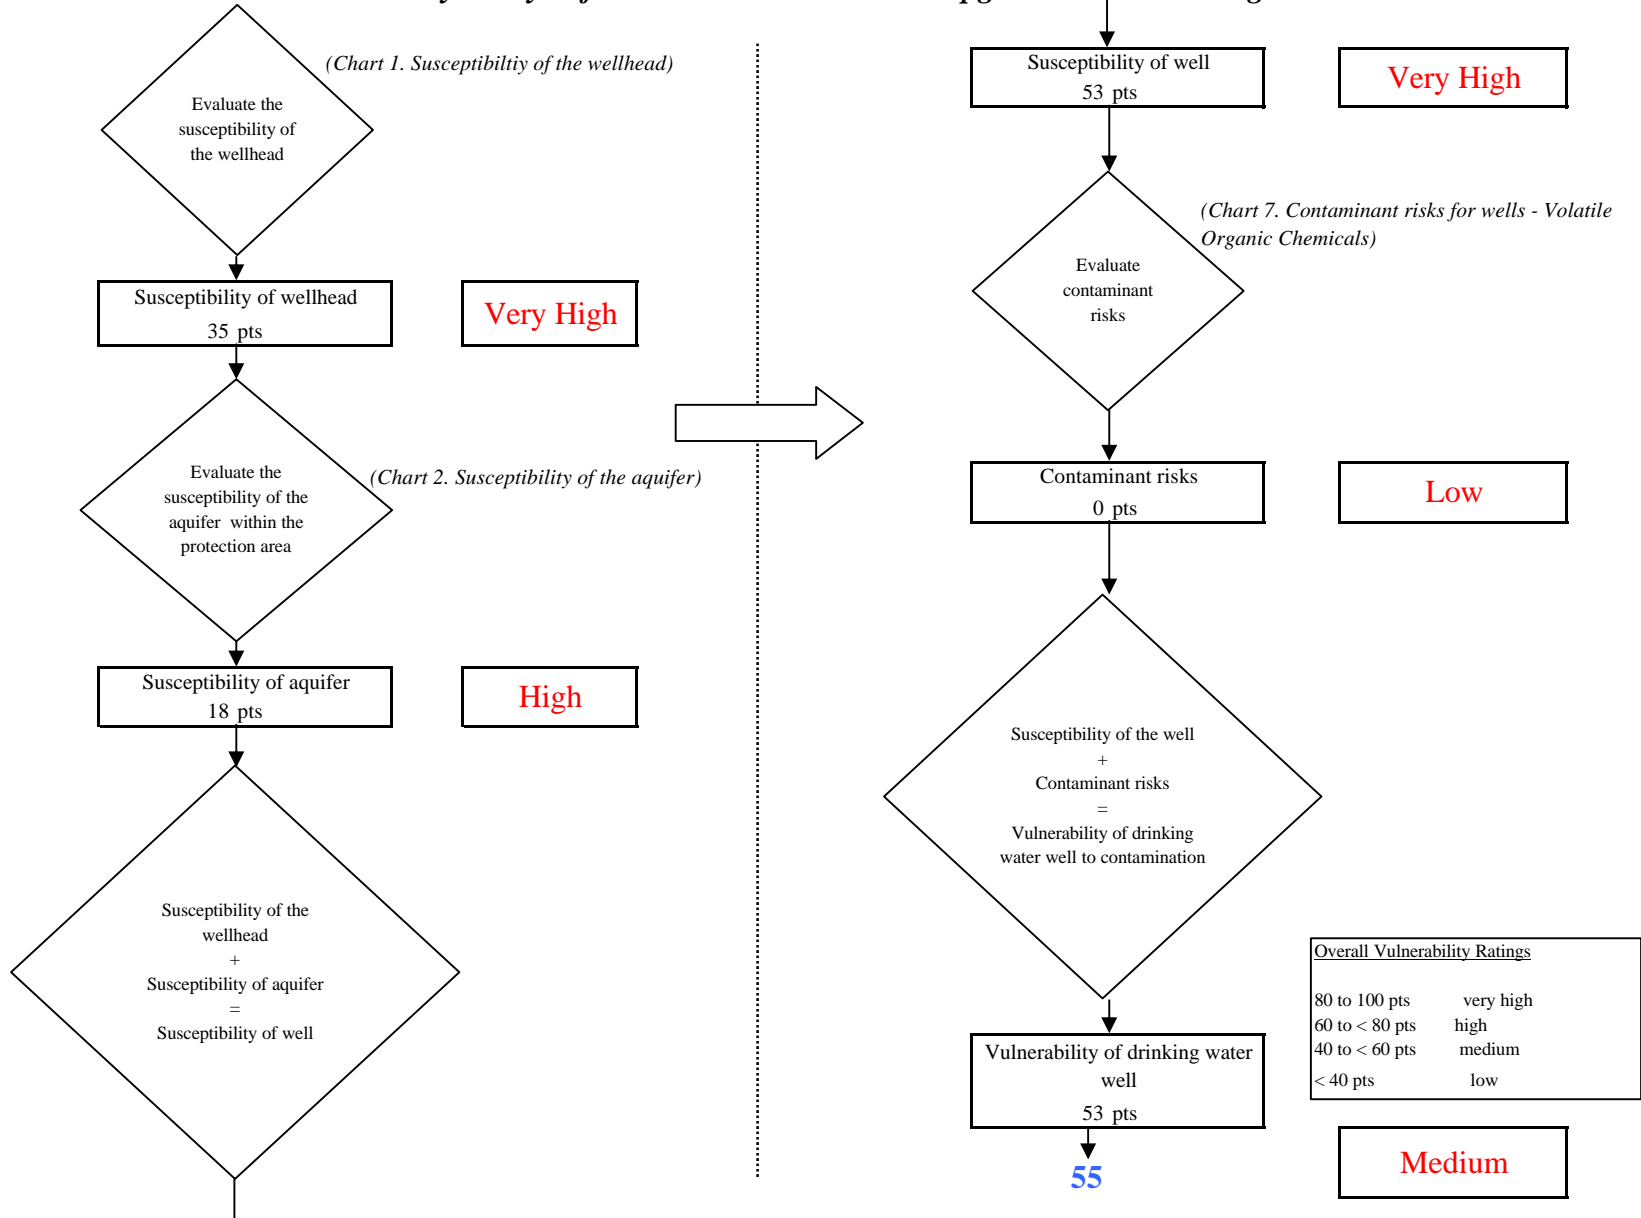 (Chart 1. Susceptibiltiy of the wellhead)
Evaluate the
susceptibility of
the wellhead
Susceptibility of wellhead
35 pts
Very High
Evaluate the
susceptibility of the
aquifer within the
protection area
(Chart 2. Susceptibility of the aquifer)
Susceptibility of aquifer
18 pts
High
Susceptibility of the
wellhead
+
Susceptibility of aquifer
=
Susceptibility of well
Susceptibility of well
53 pts
Very High
(Chart 7. Contaminant risks for wells - Volatile
Organic Chemicals)
Evaluate
contaminant
risks
Contaminant risks
0 pts
Low
Susceptibility of the well
+
Contaminant risks
=
Vulnerability of drinking
water well to contamination
Overall Vulnerability Ratings
80 to 100 pts very high
60 to < 80 pts high
40 to < 60 pts medium
< 40 pts low
Vulnerability of drinking water
well
53 pts
55
Medium